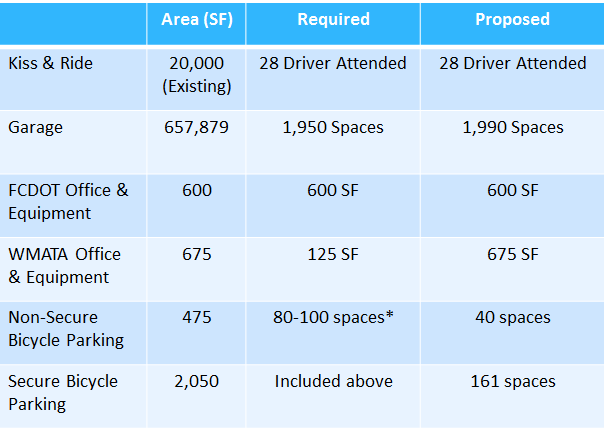 Area (SF) Required Proposed
Kiss & Ride 20,000 28 Driver Attended 28 Driver Attended
(Existing)
Garage 657,879 1,950 Spaces 1,990 Spaces
FCDOT Office & 600 600 SF 600 SF
Equipment
WMATA Office 675 125 SF 675 SF
& Equipment
Non-Secure 475 80-100 spaces* 40 spaces
Bicycle Parking
Secure Bicycle 2,050 Included above 161 spaces
Parking